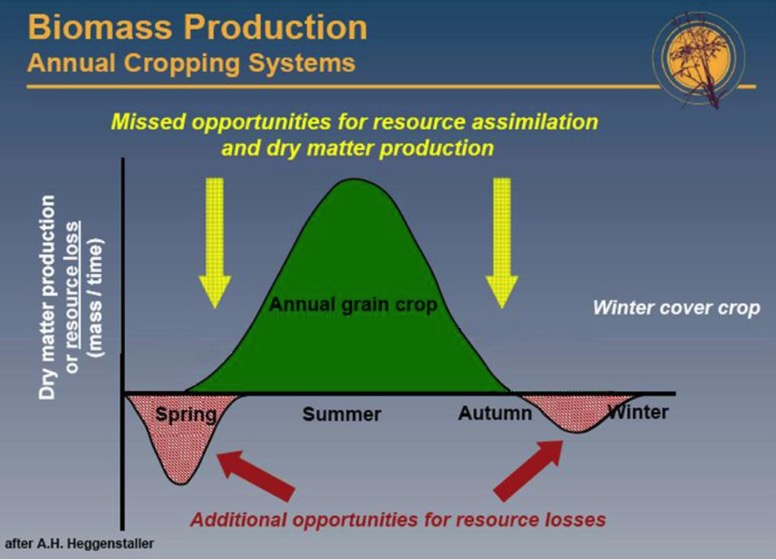 Biomass Production
Annual Cropping Systems
Missed opportunities for resource assimilation
and dry matter production
Dry matter production
or resource loss
(mass / time)
Annual grain crop
Winter cover crop
Spring
Summer
Autumn
Winter
Additional opportunities for resource losses
after A.H. Heggenstaller